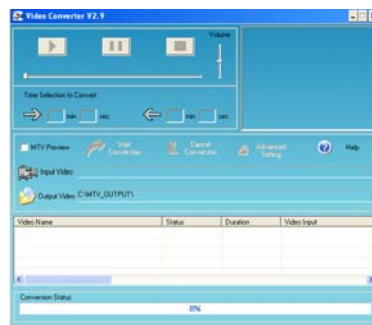 Video Converter V2.9
Volume
Time Selection to Convert
min sec min sec
MTV Preview Start Conversion Cancel Conversion Advanced Setting Help
Input Video:
Output Video: C:\MTV_OUTPUT\
Video Name Status Duration Video Input
Conversion Status
0%